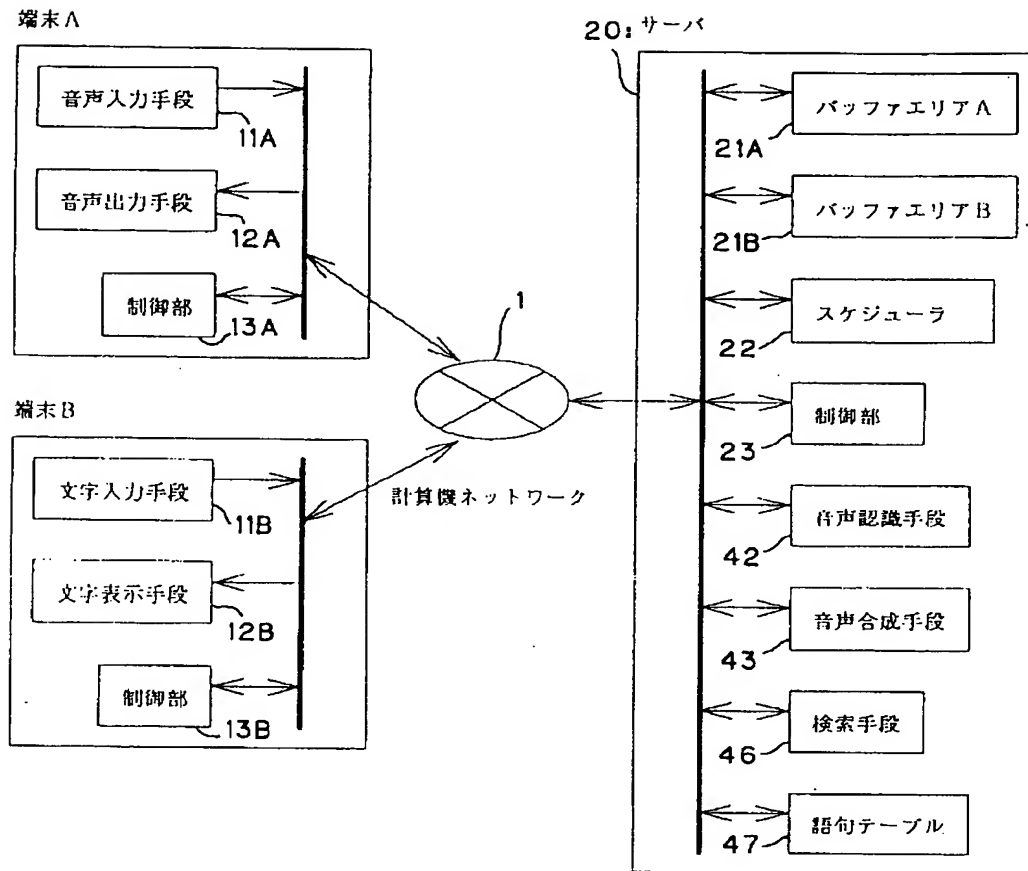 端末A
音声入力手段
11A
音声出力手段
12A
制御部
13A
端末B
文字入力手段
11B
文字表示手段
12B
制御部
13B
1
計算機ネットワーク
20:サーバ
バッファエリアA
21A
バッファエリアB
21B
スケジューラ
22
制御部
23
音声認識手段
42
音声合成手段
43
検索手段
46
語句テーブル
47